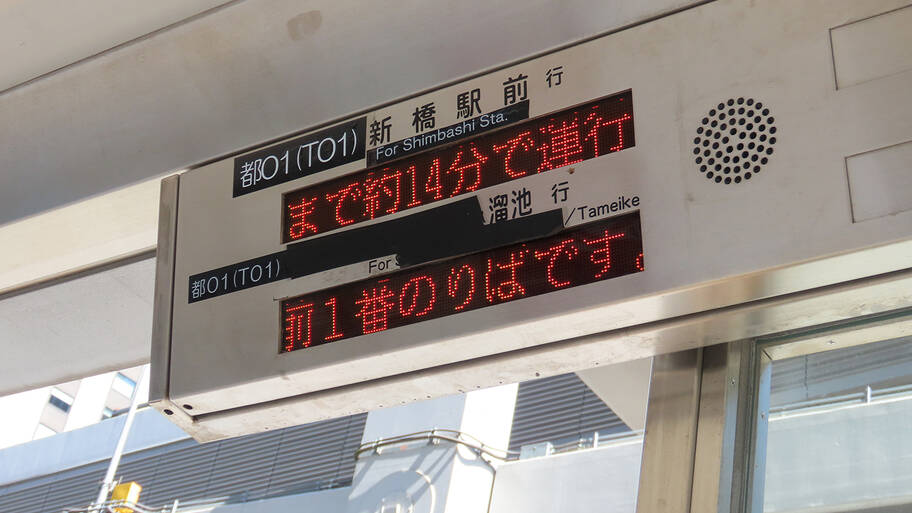 都01(T01) 新橋駅前 行
For Shimbashi Sta.
まで約14分で運行
溜池 行
都01(T01) For /Tameike
前1番のりばです。